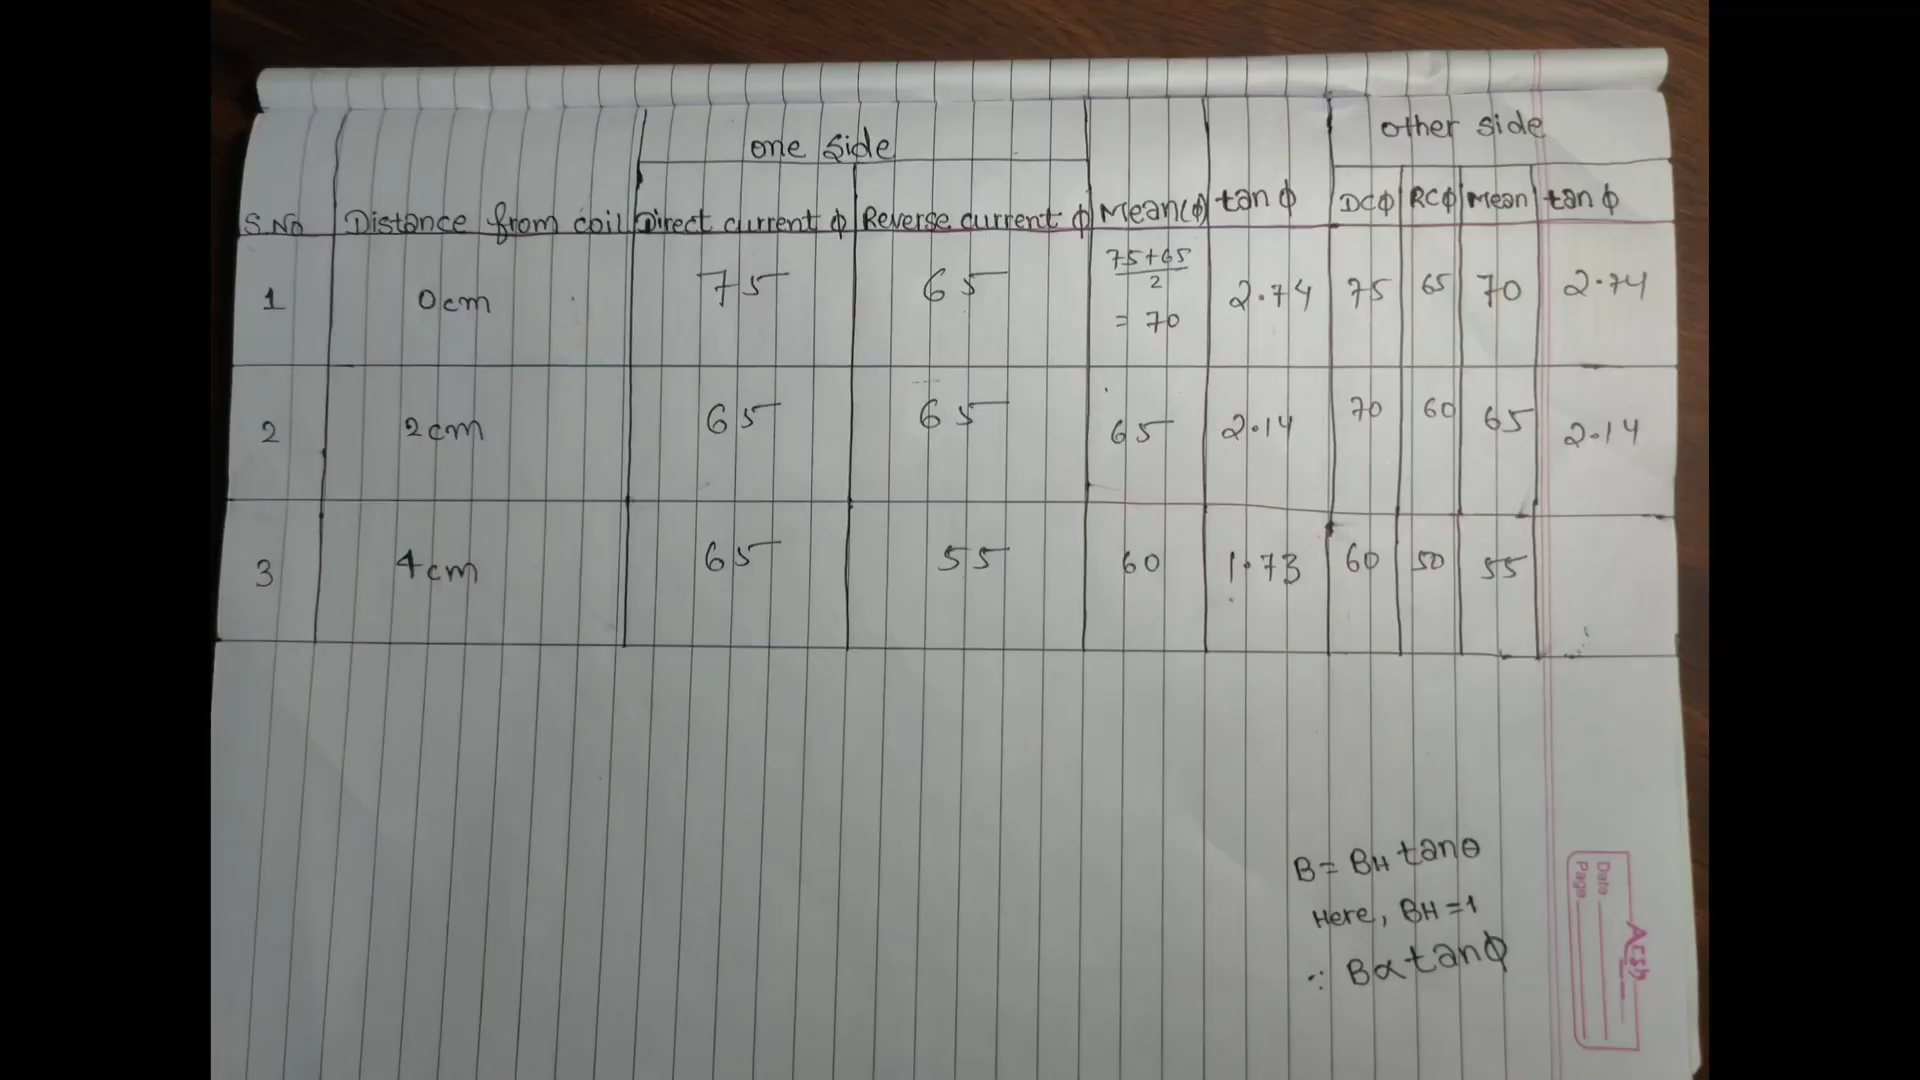 one side
other side
S.No Distance from coil Direct current ϕ Reverse current ϕ Mean(ϕ) tan ϕ DCϕ RCϕ Mean tan ϕ
1 0cm 75 65 75+65/2 = 70 2.74 75 65 70 2.74
2 2cm 65 65 65 2.14 70 60 65 2.14
3 4cm 65 55 60 1.73 60 50 55
B = BH tanθ
Here, BH = 1
∵ B∝ tanϕ
Date
Page
Arsh